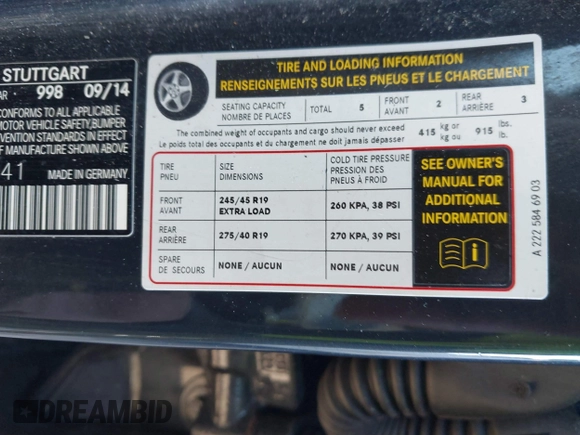 STUTTGART
AR 998 09/14
CONFORMS TO ALL APPLICABLE
MOTOR VEHICLE SAFETY, BUMPER
VENTION STANDARDS IN EFFECT
OF MANUFACTURE SHOWN ABOVE
41 MADE IN GERMANY
TIRE AND LOADING INFORMATION
RENSEIGNEMENTS SUR LES PNEUS ET LE CHARGEMENT
SEATING CAPACITY
NOMBRE DE PLACES
TOTAL 5
FRONT
AVANT
2
REAR
ARRIÈRE
3
The combined weight of occupants and cargo should never exceed
Le poids total des occupants et du chargement ne doit jamais dépasser
415 kg or
kg ou
915 lbs.
lb.
TIRE
PNEU
SIZE
DIMENSIONS
COLD TIRE PRESSURE
PRESSION DES
PNEUS À FROID
FRONT
AVANT
245/45 R19
EXTRA LOAD
260 KPA, 38 PSI
REAR
ARRIÈRE
275/40 R19
270 KPA, 39 PSI
SPARE
DE SECOURS
NONE / AUCUN
NONE / AUCUN
SEE OWNER'S
MANUAL FOR
ADDITIONAL
INFORMATION
A 222 584 69 03
DREAMBID